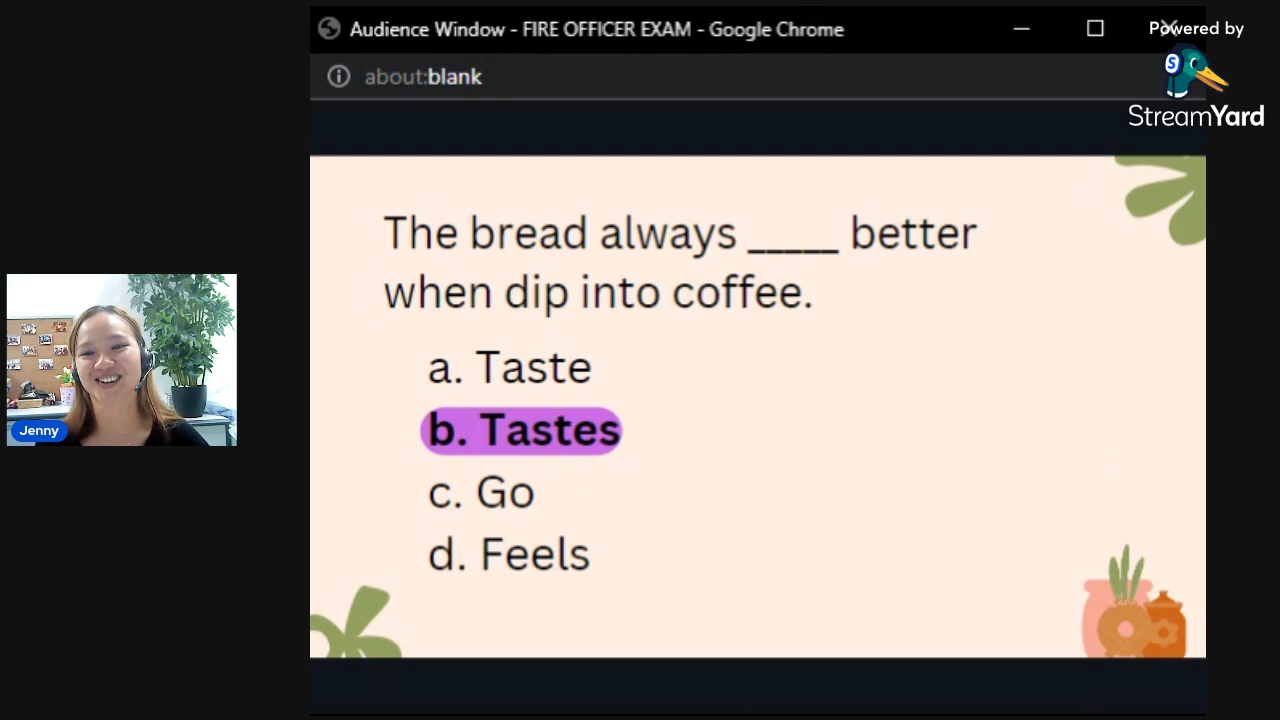 Audience Window - FIRE OFFICER EXAM - Google Chrome
about:blank
Powered by
StreamYard
The bread always _____ better
when dip into coffee.
a. Taste
b. Tastes
c. Go
d. Feels
Jenny